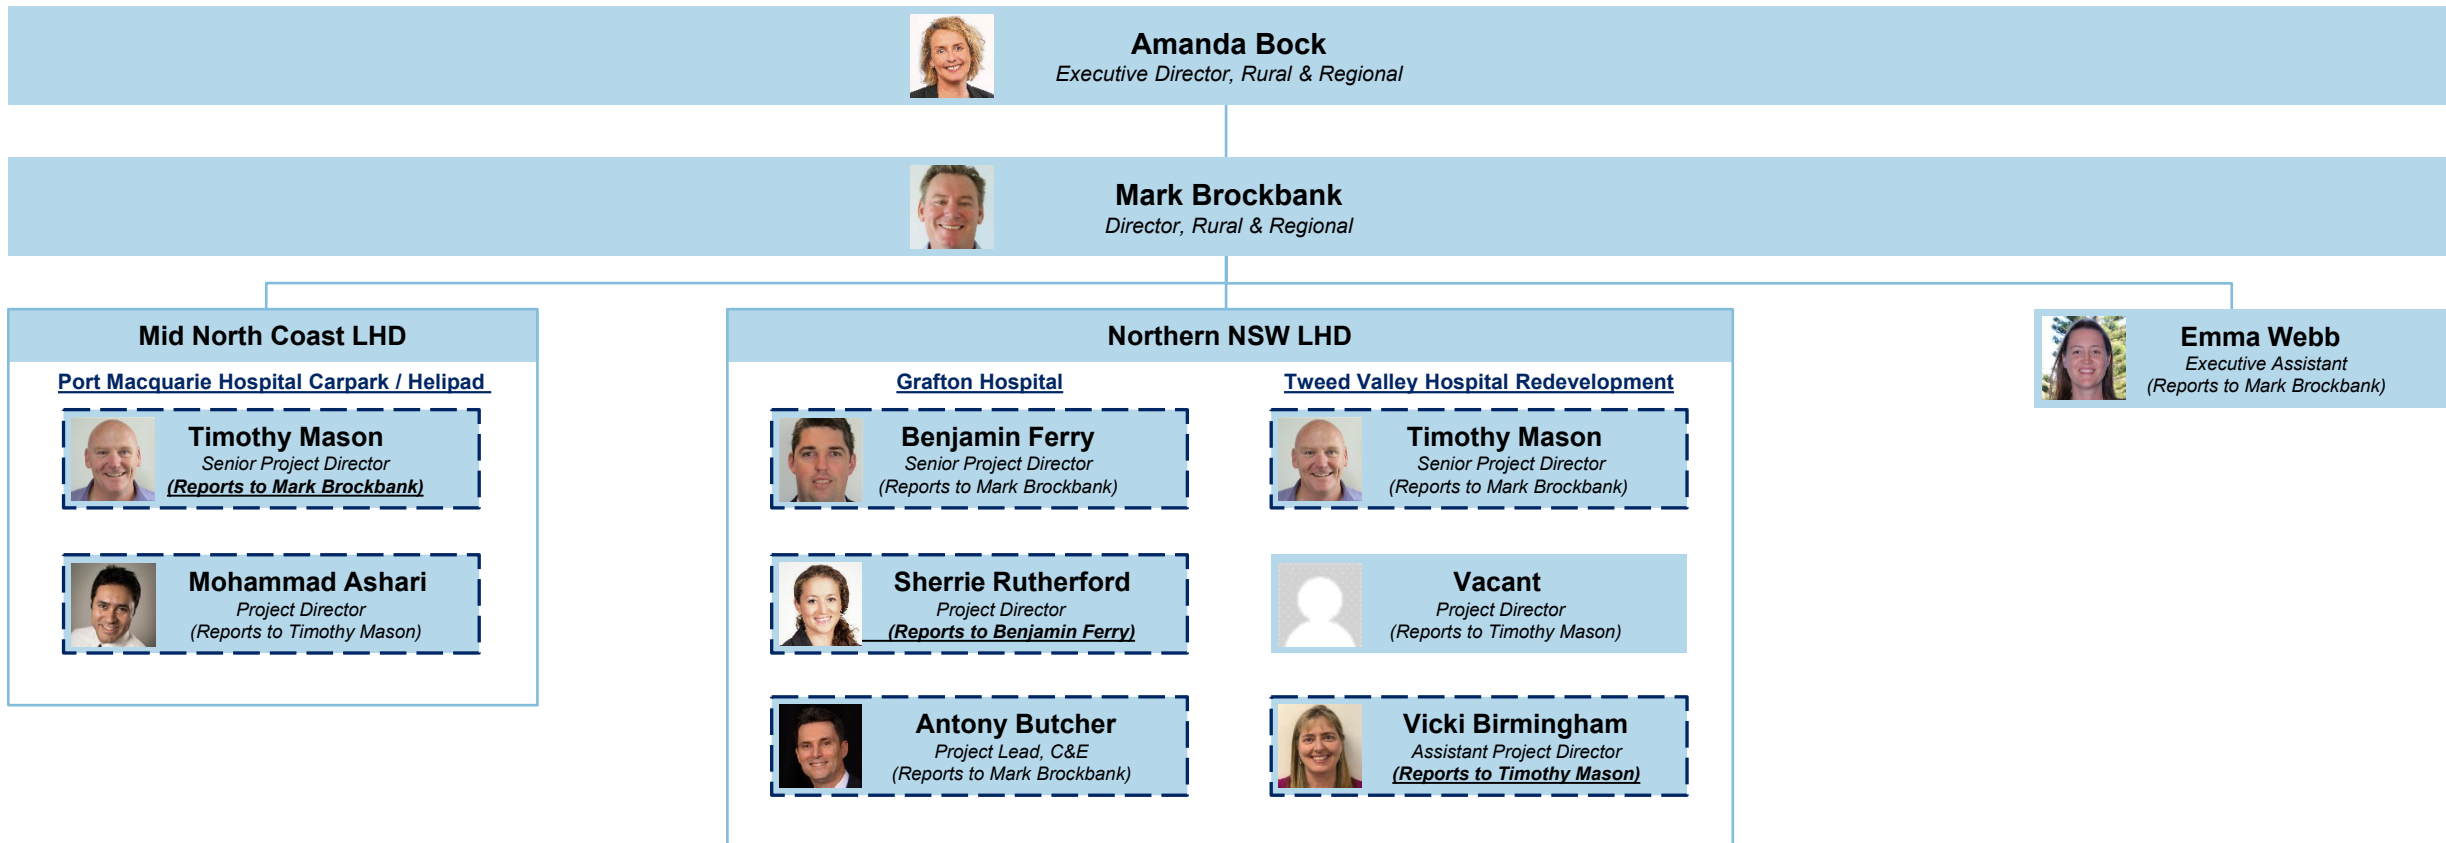 Amanda Bock
Executive Director, Rural & Regional
Mark Brockbank
Director, Rural & Regional
Mid North Coast LHD
Port Macquarie Hospital Carpark / Helipad
Timothy Mason
Senior Project Director
(Reports to Mark Brockbank)
Mohammad Ashari
Project Director
(Reports to Timothy Mason)
Northern NSW LHD
Grafton Hospital
Benjamin Ferry
Senior Project Director
(Reports to Mark Brockbank)
Sherrie Rutherford
Project Director
(Reports to Benjamin Ferry)
Antony Butcher
Project Lead, C&E
(Reports to Mark Brockbank)
Tweed Valley Hospital Redevelopment
Timothy Mason
Senior Project Director
(Reports to Mark Brockbank)
Vacant
Project Director
(Reports to Timothy Mason)
Vicki Birmingham
Assistant Project Director
(Reports to Timothy Mason)
Emma Webb
Executive Assistant
(Reports to Mark Brockbank)